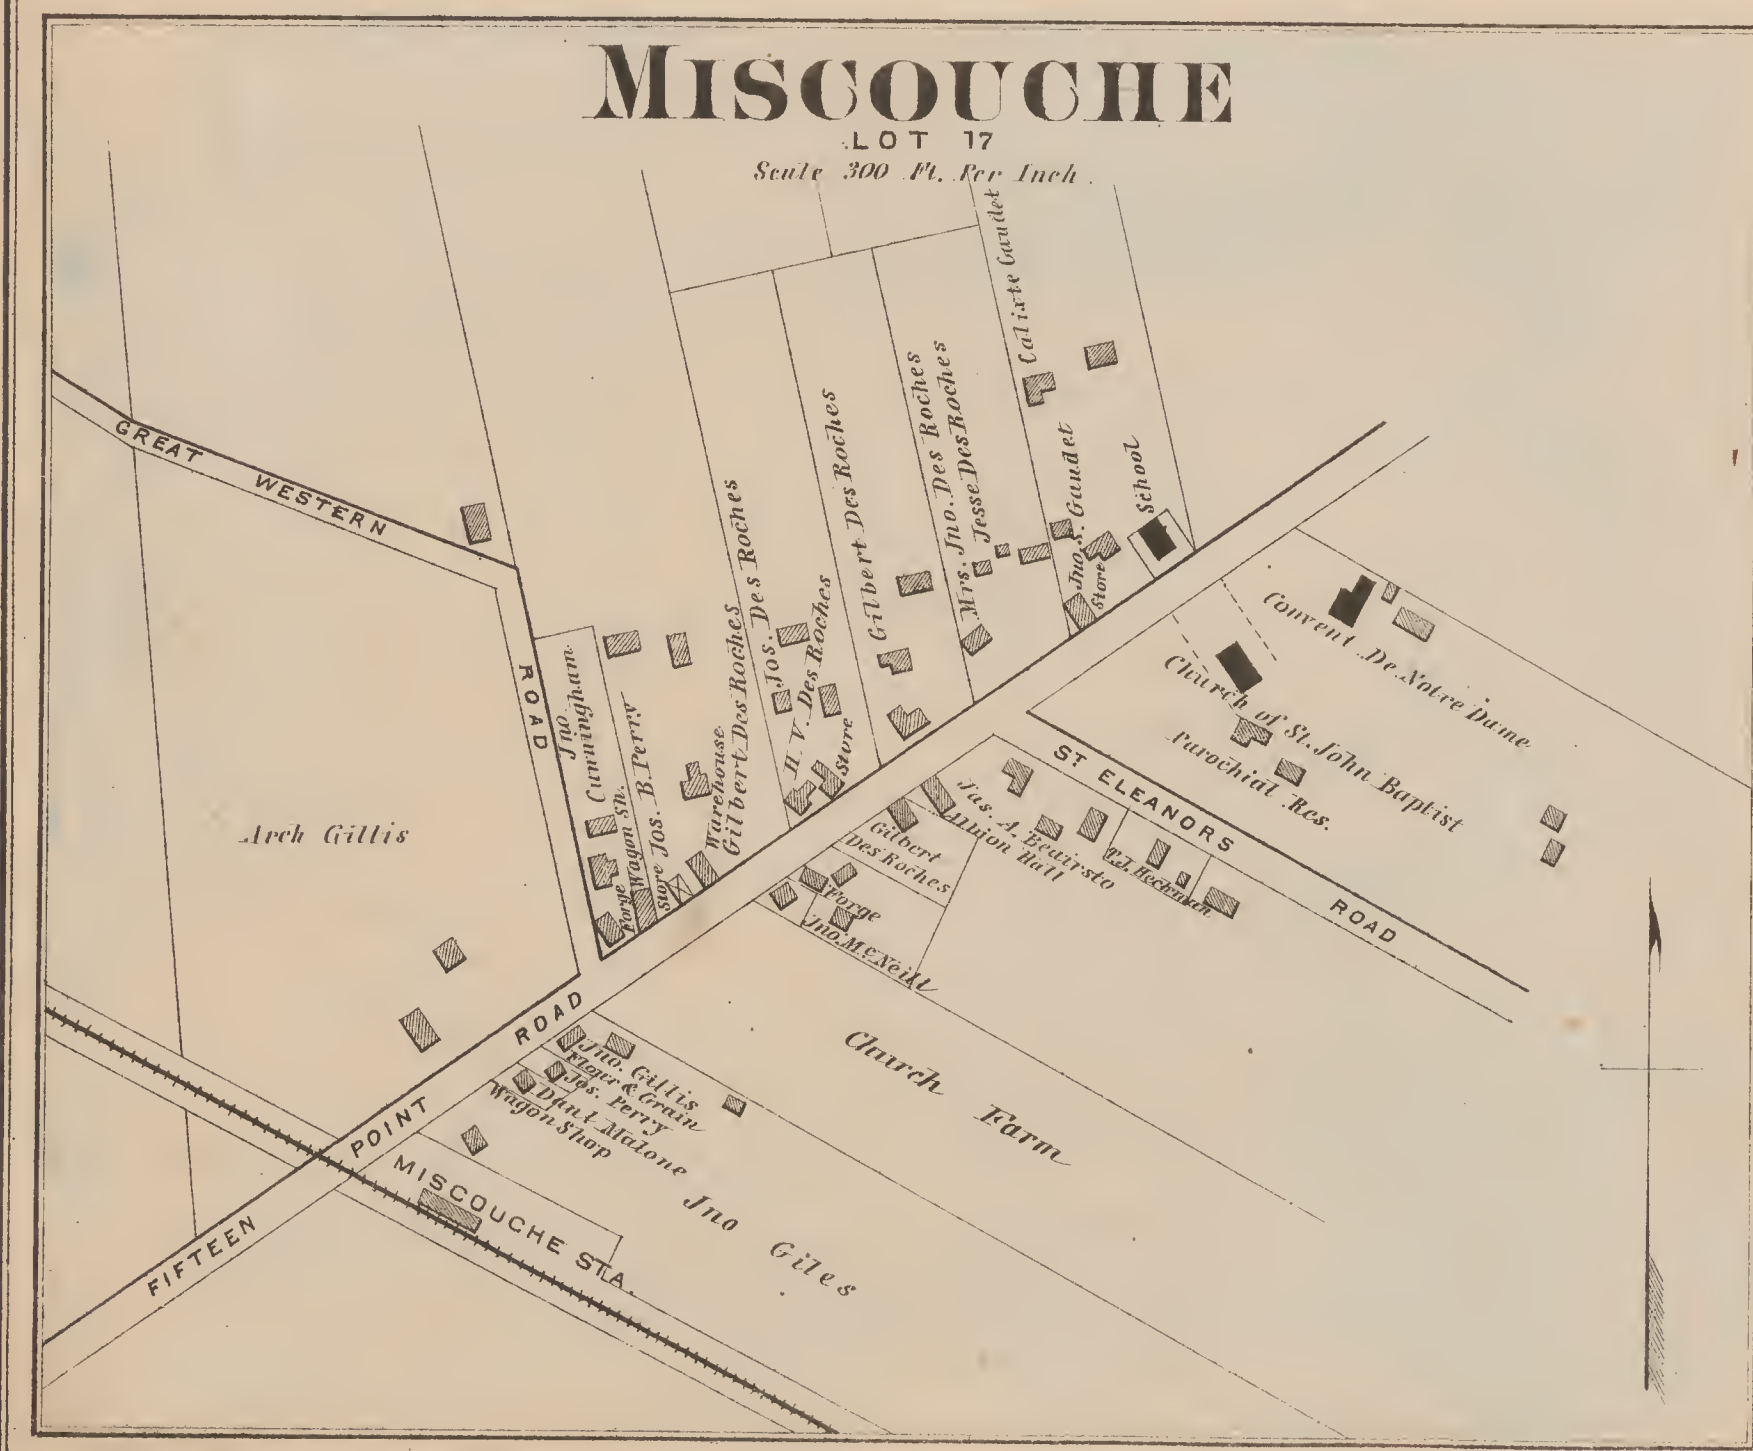 MISCOUCHE
LOT 17
Scale 300 Ft. Per Inch.
GREAT WESTERN ROAD
Arch Gillis
Jno Cunningham
Forge
Wagon Sh.
Store Jos. B. Perry
Warehouse
Gilbert Des Roches
Jos. Des Roches
H. V. Des Roches
Store
Gilbert Des Roches
Mrs. Jno. Des Roches
Jesse Des Roches
Calixte Gaudet
Jno. S. Gaudet
Store
School
Convent De Notre Dame
Church of St. John Baptist
Parochial Res.
ST ELEANORS ROAD
Jas. A. Beairsto
Albion Hall
T.J. Heckman
Gilbert
Des Roches
Forge
Jno. McNeill
Church Farm
Jno. Gillis
Flour & Grain
Jos. Perry
Danl Malone
Wagon Shop
Jno Giles
MISCOUCHE STA.
FIFTEEN POINT ROAD